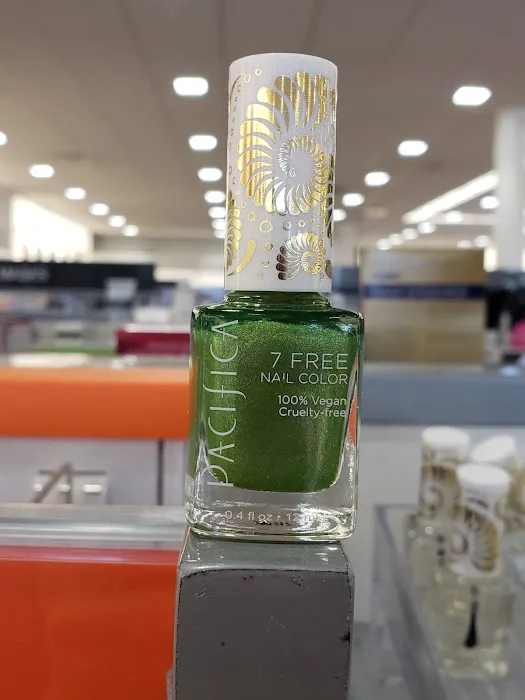 PACIFICA
7 FREE
NAIL COLOR
100% Vegan
Cruelty-free
0.4 fl oz